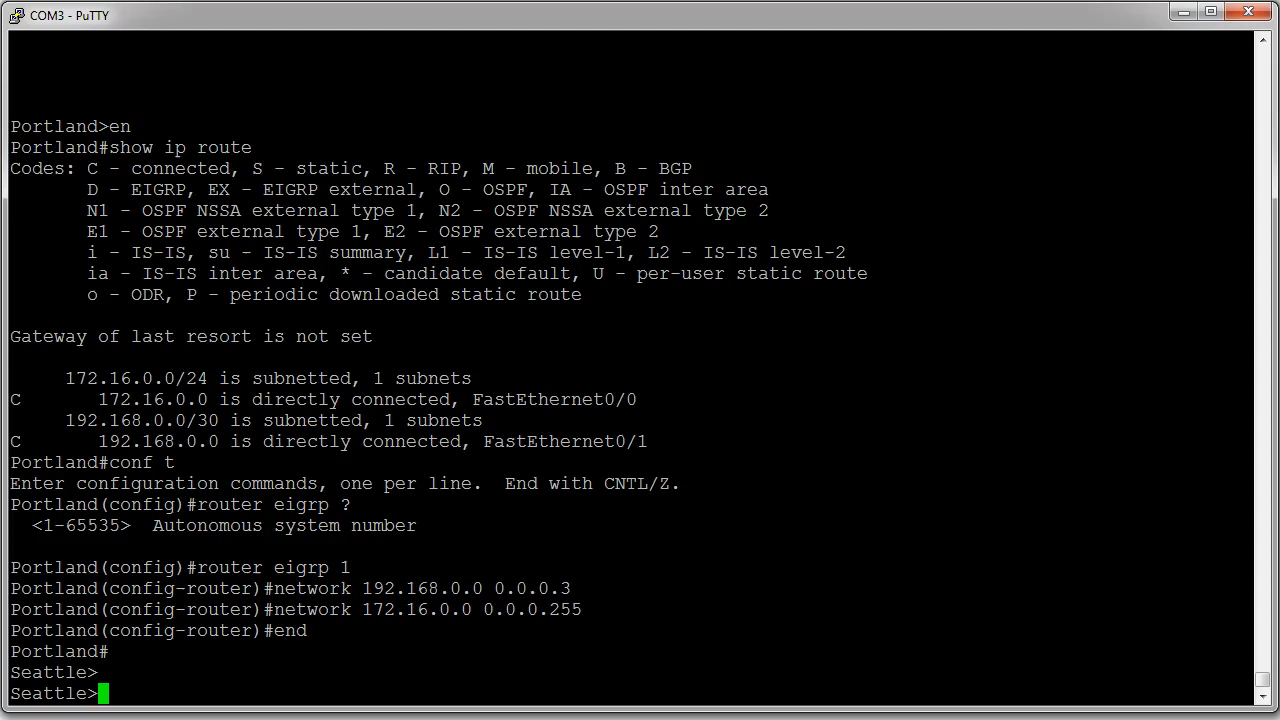 COM3 - PuTTY
Portland>en
Portland#show ip route
Codes: C - connected, S - static, R - RIP, M - mobile, B - BGP
       D - EIGRP, EX - EIGRP external, O - OSPF, IA - OSPF inter area
       N1 - OSPF NSSA external type 1, N2 - OSPF NSSA external type 2
       E1 - OSPF external type 1, E2 - OSPF external type 2
       i - IS-IS, su - IS-IS summary, L1 - IS-IS level-1, L2 - IS-IS level-2
       ia - IS-IS inter area, * - candidate default, U - per-user static route
       o - ODR, P - periodic downloaded static route
Gateway of last resort is not set
     172.16.0.0/24 is subnetted, 1 subnets
C       172.16.0.0 is directly connected, FastEthernet0/0
     192.168.0.0/30 is subnetted, 1 subnets
C       192.168.0.0 is directly connected, FastEthernet0/1
Portland#conf t
Enter configuration commands, one per line.  End with CNTL/Z.
Portland(config)#router eigrp ?
  <1-65535>  Autonomous system number
Portland(config)#router eigrp 1
Portland(config-router)#network 192.168.0.0 0.0.0.3
Portland(config-router)#network 172.16.0.0 0.0.0.255
Portland(config-router)#end
Portland#
Seattle>
Seattle>